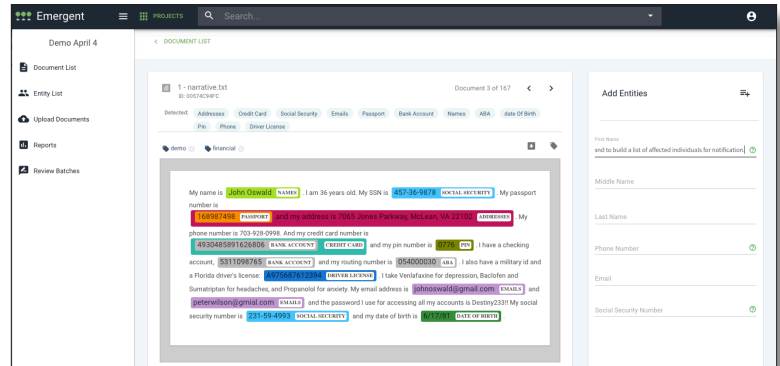 Emergent
PROJECTS
Search...
Demo April 4
Document List
Entity List
Upload Documents
Reports
Review Batches
DOCUMENT LIST
1 - narrative.txt
ID: 00574C94FC
Document 3 of 167
Detected: Addresses Credit Card Social Security Emails Passport Bank Account Names ABA date Of Birth
Pin Phone Driver License
demo financial
My name is John Oswald NAMES . I am 36 years old. My SSN is 457-36-9878 SOCIAL SECURITY . My passport
number is
168987498 PASSPORT and my address is 7065 Jones Parkway, McLean, VA 22102 ADDRESSES . My
phone number is 703-928-0998. And my credit card number is
4930485891626806 BANK ACCOUNT CREDIT CARD and my pin number is 0776 PIN . I have a checking
account, 5311098765 BANK ACCOUNT and my routing number is 054000030 ABA . I also have a military id and
a Florida driver's license: A975687612394 DRIVER LICENSE . I take Venlafaxine for depression, Baclofen and
Sumatriptan for headaches, and Propanolol for anxiety. My email address is johnoswald@gmail.com EMAILS and
peterwilson@gmial.com EMAILS and the password I use for accessing all my accounts is Destiny233!! My social
security number is 231-59-4993 SOCIAL SECURITY and my date of birth is 6/17/81 DATE OF BIRTH .
Add Entities
First Name
and to build a list of affected individuals for notification.
Middle Name
Last Name
Phone Number
Email
Social Security Number